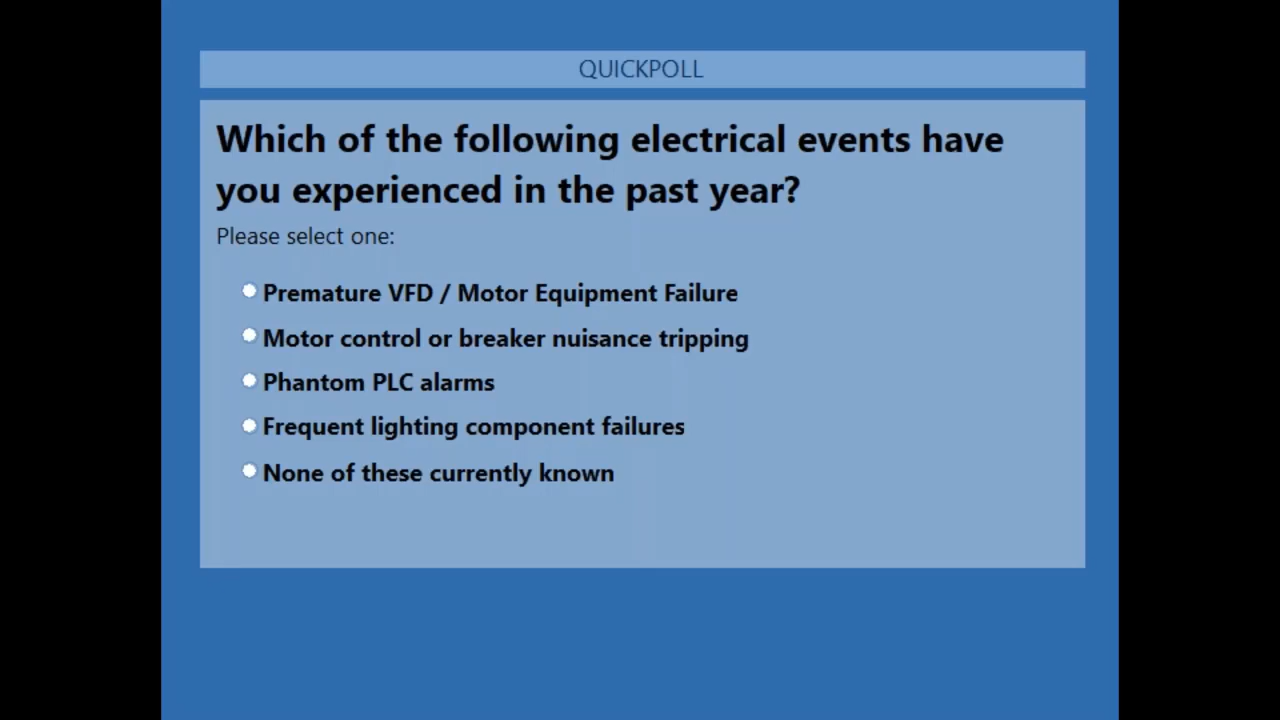 QUICKPOLL
Which of the following electrical events have
you experienced in the past year?
Please select one:
Premature VFD / Motor Equipment Failure
Motor control or breaker nuisance tripping
Phantom PLC alarms
Frequent lighting component failures
None of these currently known